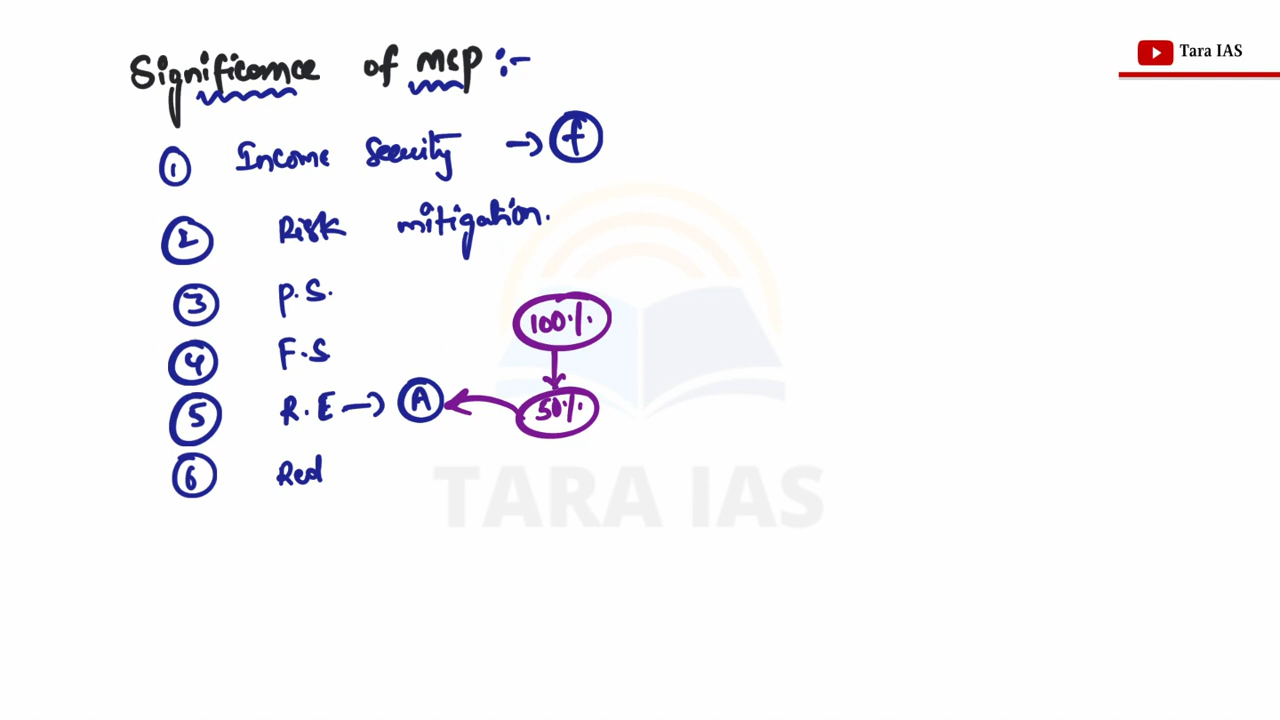 Tara IAS
Significance of MSP :-
1 Income Security → f
2 Risk mitigation.
3 P.S.
4 F.S
100%
50%
5 R.E → A
6 Red
TARA IAS